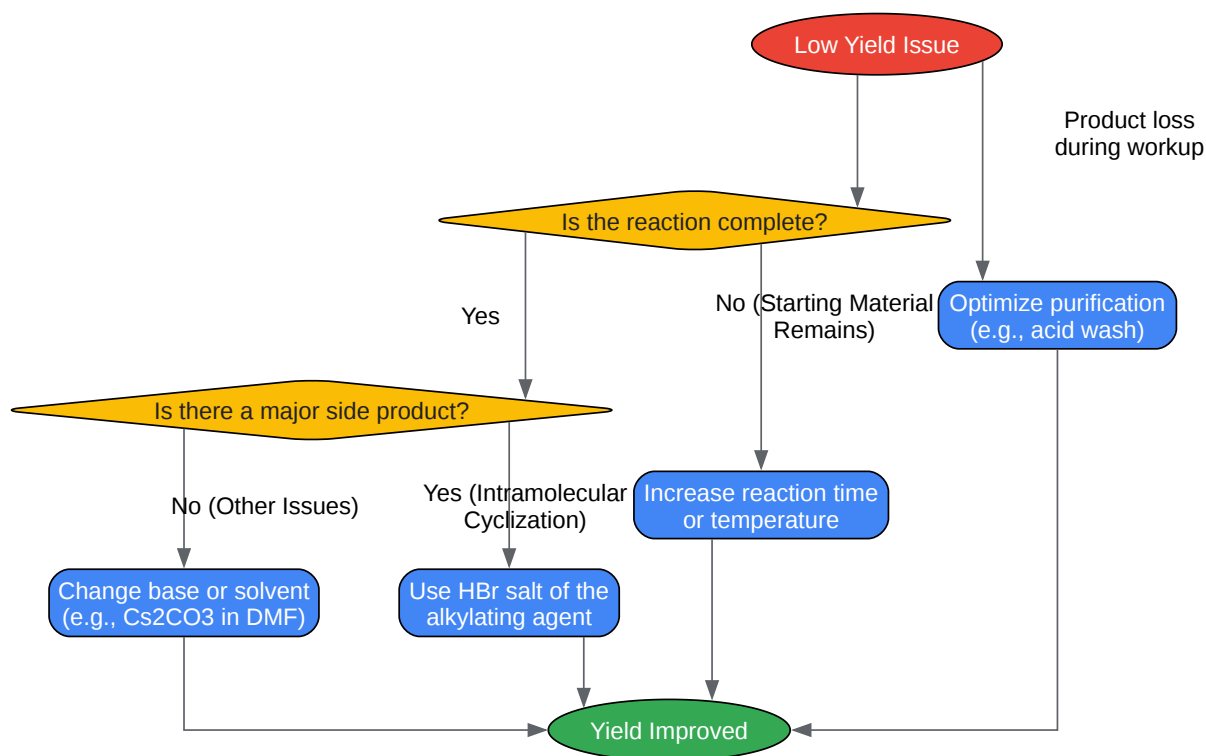 Low Yield Issue
Product loss
during workup
Is the reaction complete?
Yes
No (Starting Material
Remains)
Optimize purification
(e.g., acid wash)
Is there a major side product?
No (Other Issues)
Yes (Intramolecular
Cyclization)
Increase reaction time
or temperature
Change base or solvent
(e.g., Cs2CO3 in DMF)
Use HBr salt of the
alkylating agent
Yield Improved